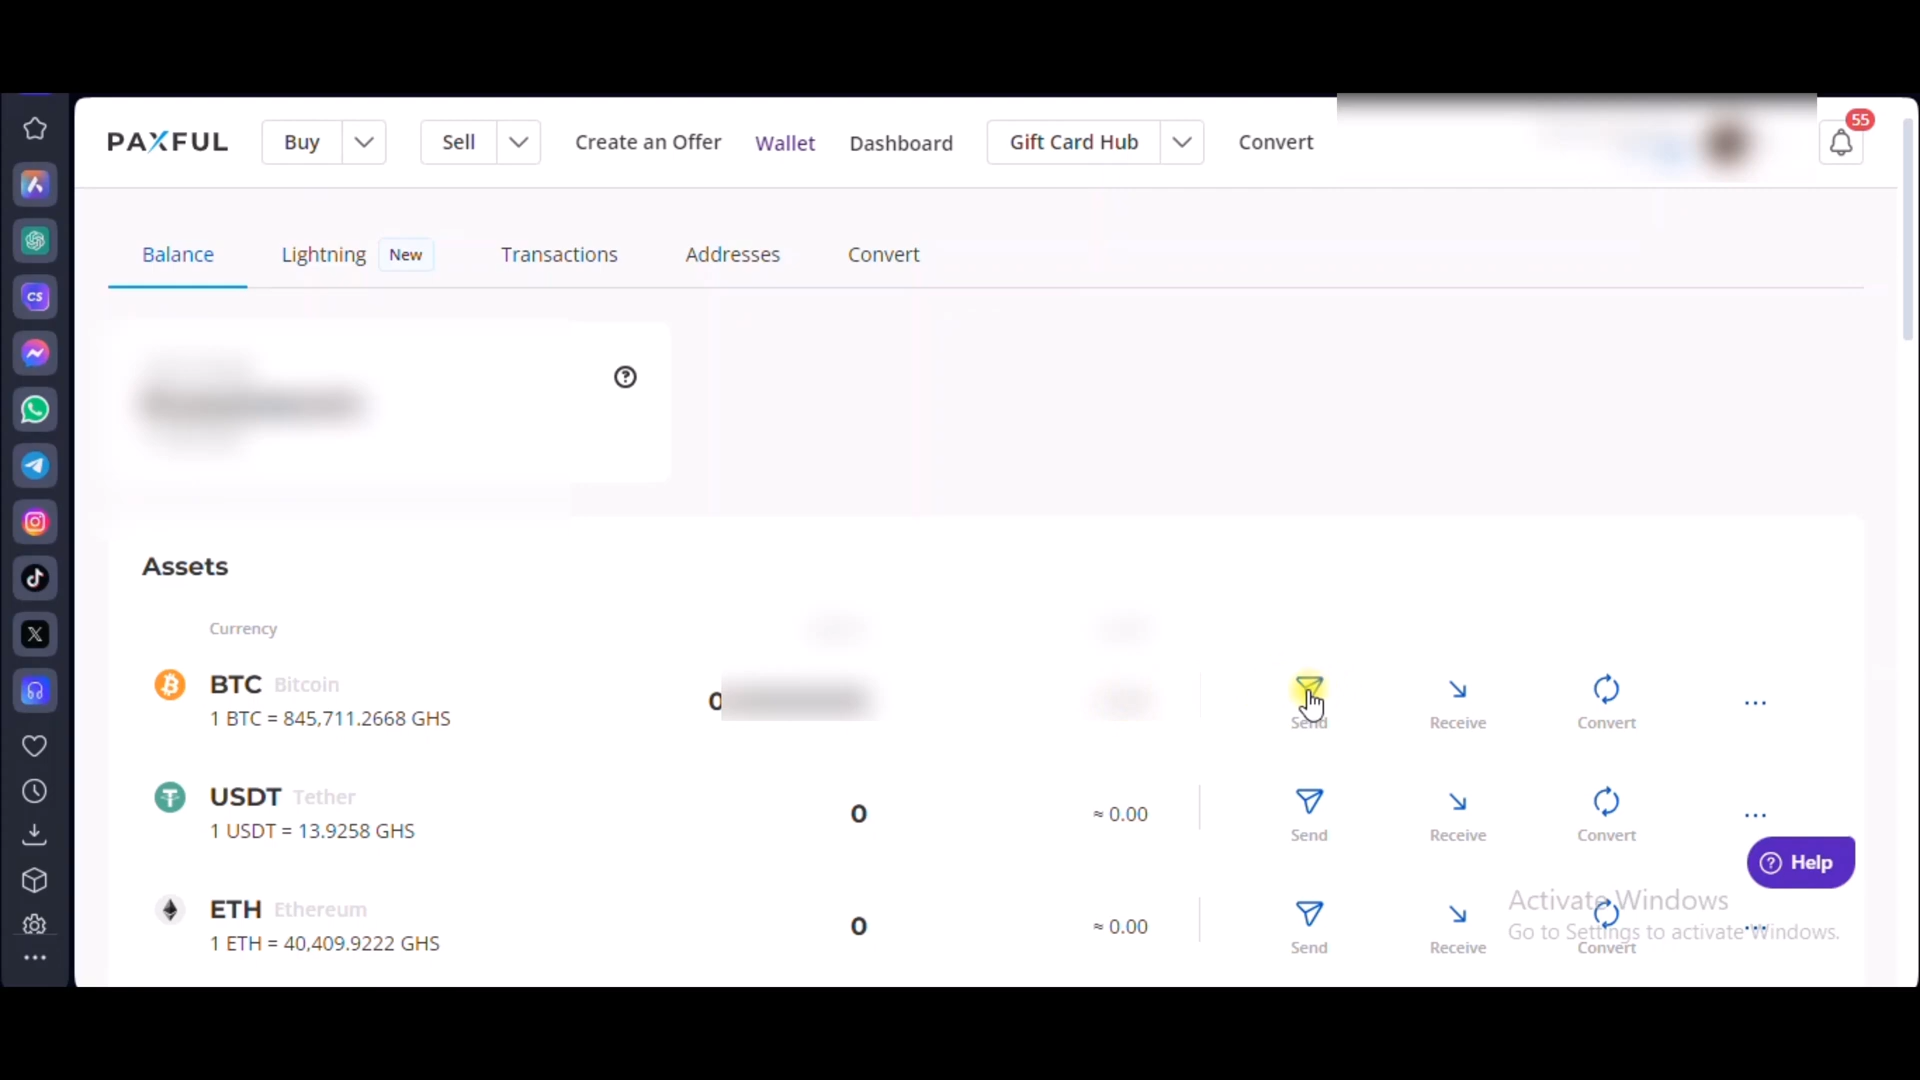 PAXFUL Buy Sell Create an Offer Wallet Dashboard Gift Card Hub Convert 55
Balance Lightning New Transactions Addresses Convert
Assets
Currency
BTC Bitcoin
1 BTC = 845,711.2668 GHS
0
Send Receive Convert
USDT Tether
1 USDT = 13.9258 GHS
0 ≈ 0.00
Send Receive Convert
Help
ETH Ethereum
1 ETH = 40,409.9222 GHS
0 ≈ 0.00
Send Receive Convert
Activate Windows
Go to Settings to activate Windows.